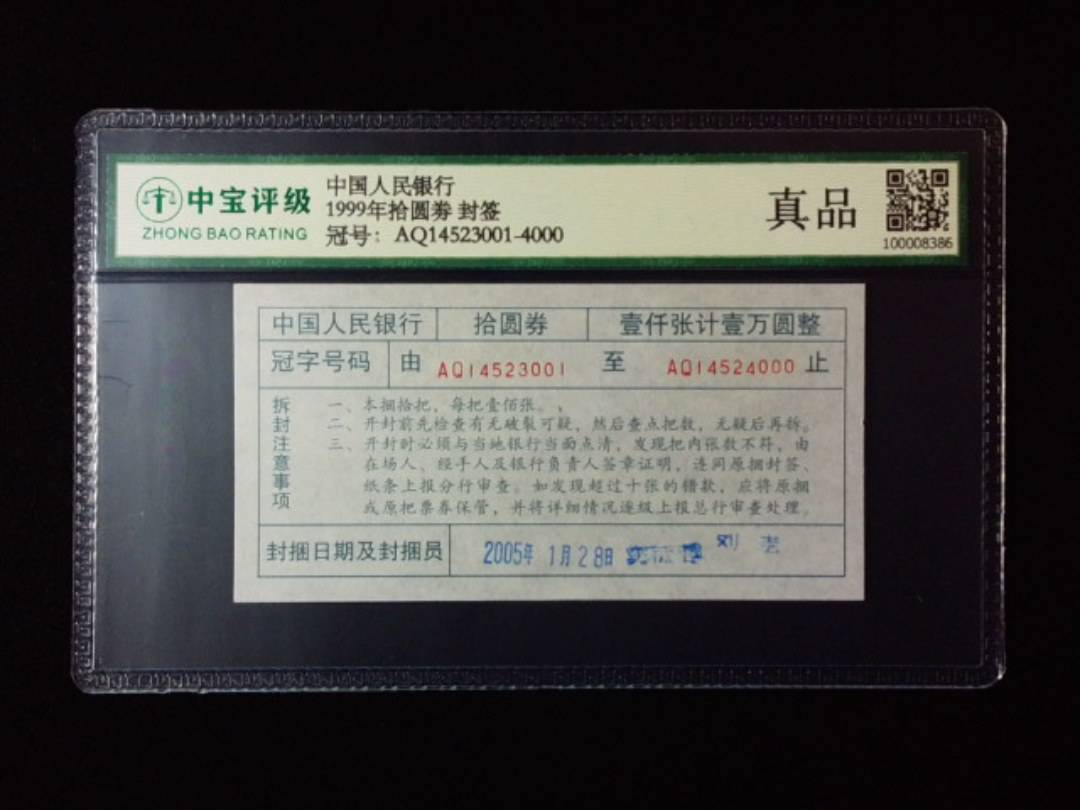 中宝评级
ZHONG BAO RATING
中国人民银行
1999年拾圆券 封签
冠号：AQ14523001-4000
真品
100008386
中国人民银行 拾圆券 壹仟张计壹万圆整
冠字号码 由 AQ14523001 至 AQ14524000 止
拆封注意事项
一、本捆拾把，每把壹佰张。
二、开封前先检查有无破裂可疑，然后查点把数，无疑后再拆。
三、开封时必须与当地银行当面点清，发现把内张数不符，由
在场人、经手人及银行负责人签章证明，连同原捆封签、
纸条上报分行审查。如发现超过十张的错款，应将原捆
或原把票券保管，并将详细情况逐级上报总行审查处理。
封捆日期及封捆员 2005年 1月28日 刘